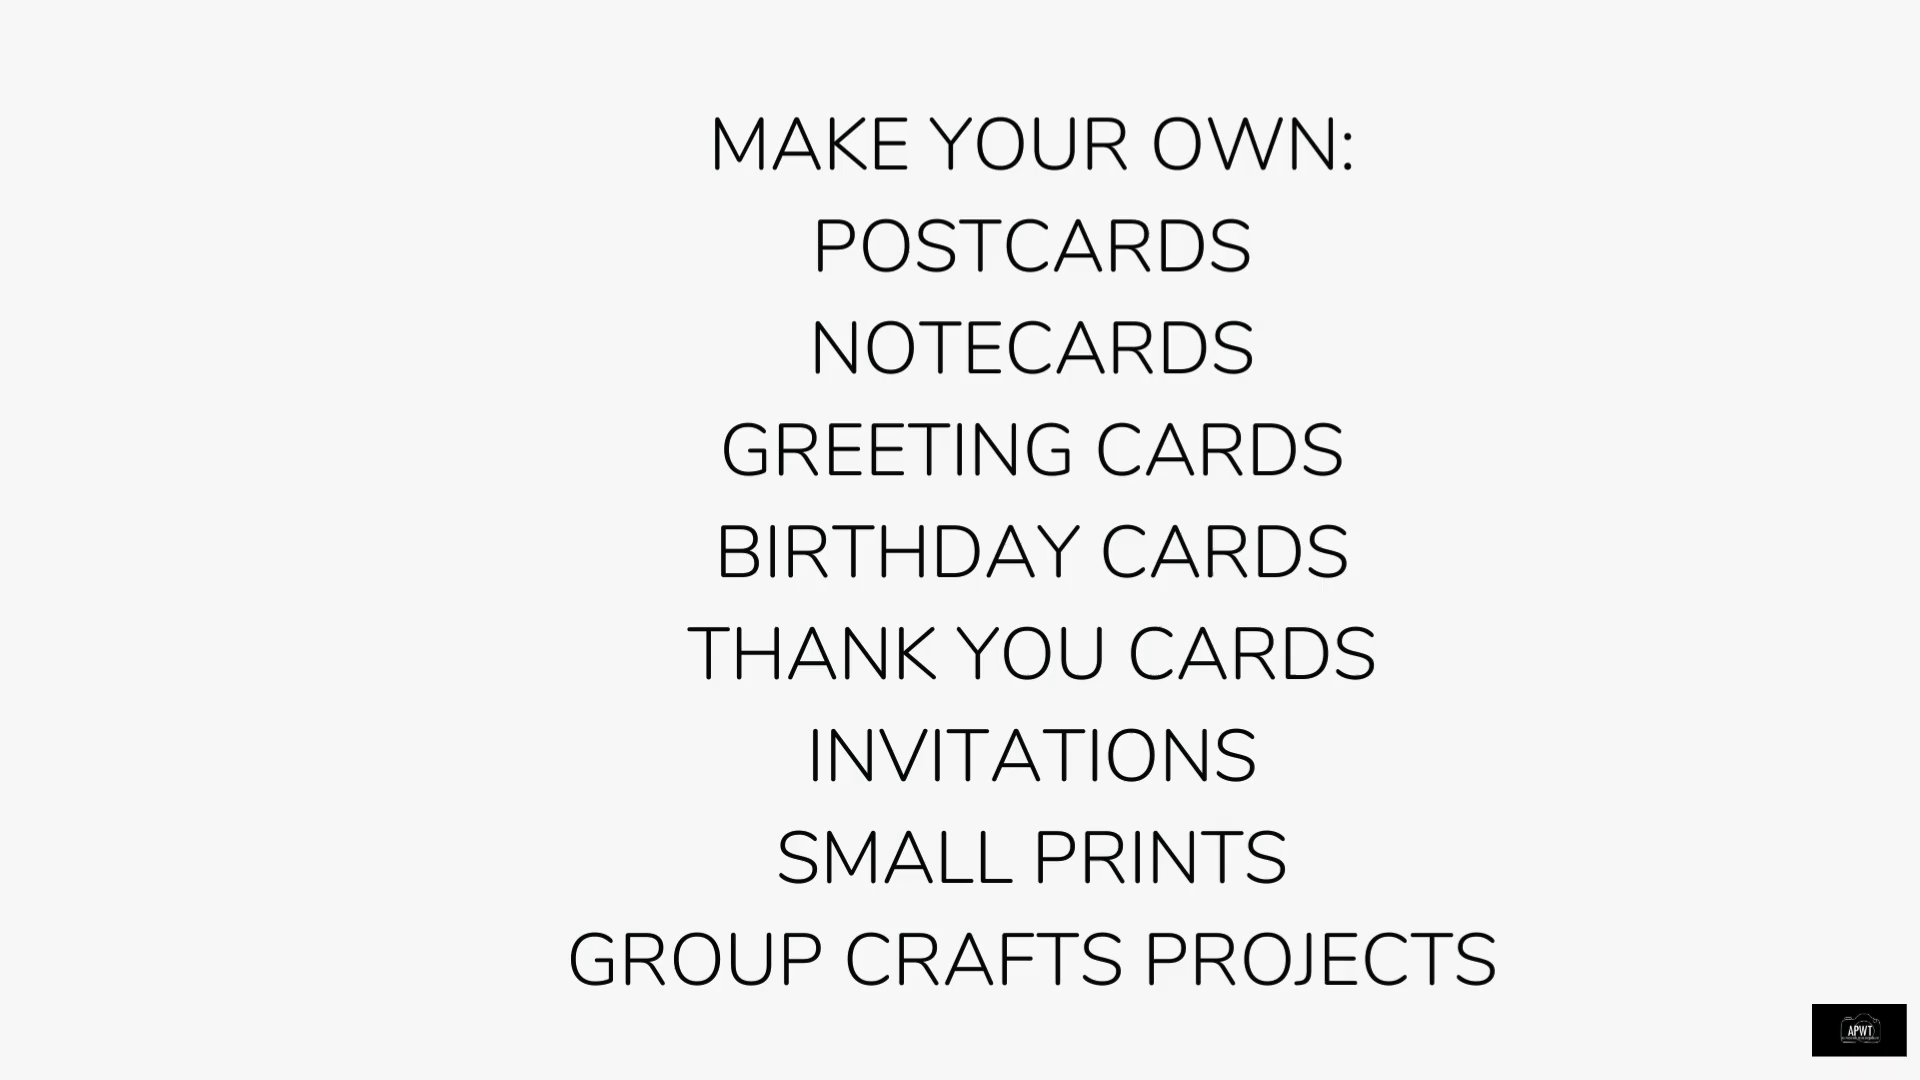 MAKE YOUR OWN:
POSTCARDS
NOTECARDS
GREETING CARDS
BIRTHDAY CARDS
THANK YOU CARDS
INVITATIONS
SMALL PRINTS
GROUP CRAFTS PROJECTS
APWT